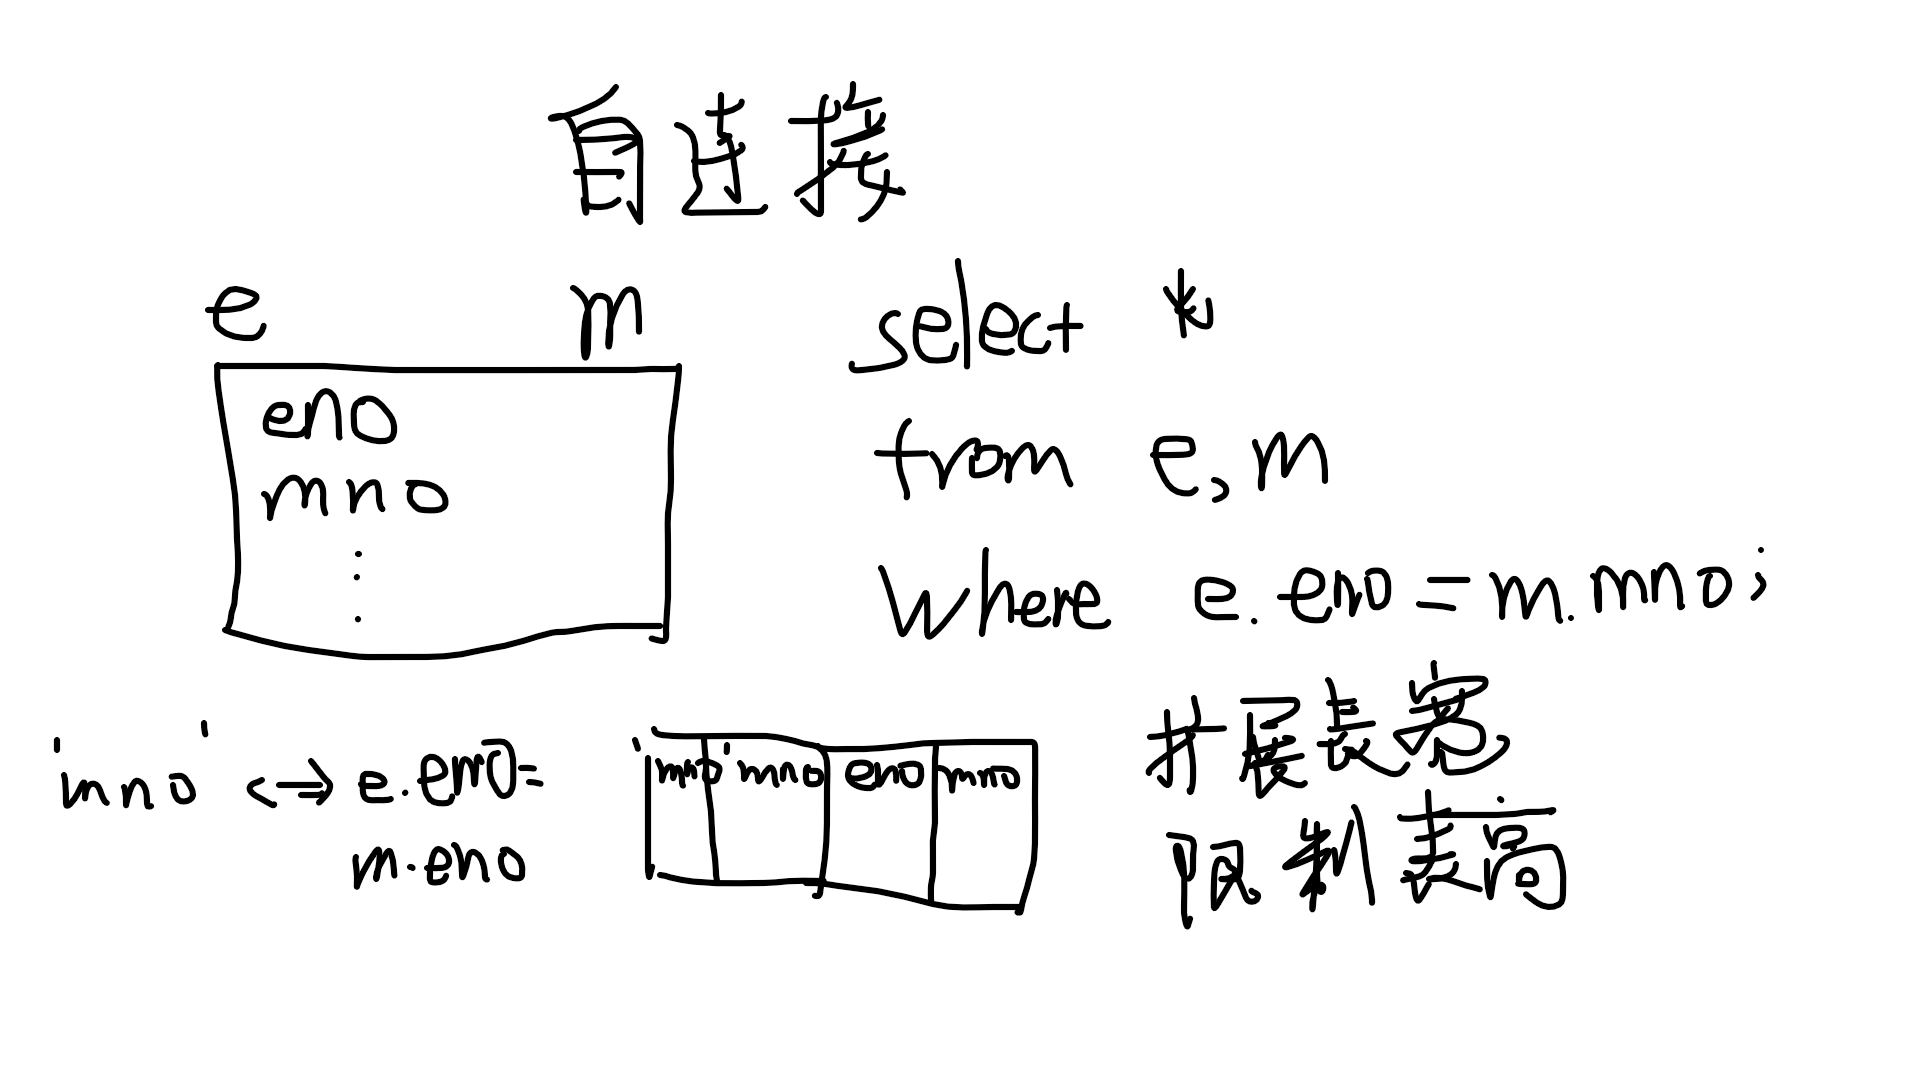 自连接
e m
eno
mno
select *
from e,m
where e.eno=m.mno;
'mno' <=> e.eno=
m.eno
'mno' mno eno mno
扩展表宽
限制表高